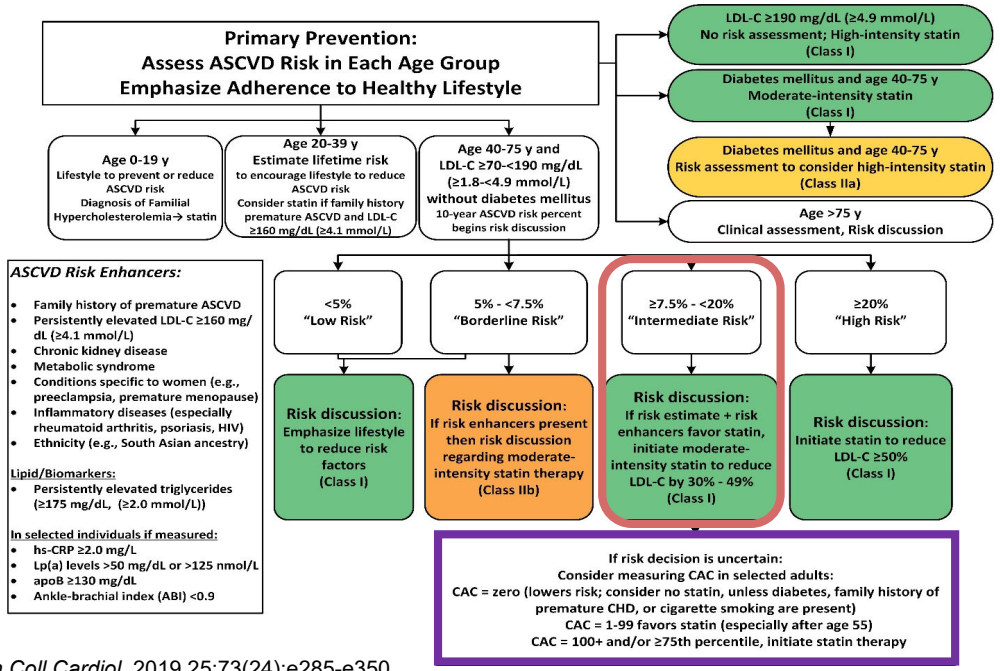 Primary Prevention:
Assess ASCVD Risk in Each Age Group
Emphasize Adherence to Healthy Lifestyle
LDL-C ≥190 mg/dL (≥4.9 mmol/L)
No risk assessment; High-intensity statin
(Class I)
Diabetes mellitus and age 40-75 y
Moderate-intensity statin
(Class I)
Diabetes mellitus and age 40-75 y
Risk assessment to consider high-intensity statin
(Class IIa)
Age >75 y
Clinical assessment, Risk discussion
Age 0-19 y
Lifestyle to prevent or reduce
ASCVD risk
Diagnosis of Familial
Hypercholesterolemia→ statin
Age 20-39 y
Estimate lifetime risk
to encourage lifestyle to reduce
ASCVD risk
Consider statin if family history
premature ASCVD and LDL-C
≥160 mg/dL (≥4.1 mmol/L)
Age 40-75 y and
LDL-C ≥70-<190 mg/dL
(≥1.8-<4.9 mmol/L)
without diabetes mellitus
10-year ASCVD risk percent
begins risk discussion
<5%
“Low Risk”
5% - <7.5%
“Borderline Risk”
≥7.5% - <20%
“Intermediate Risk”
≥20%
“High Risk”
Risk discussion:
Emphasize lifestyle
to reduce risk
factors
(Class I)
Risk discussion:
If risk enhancers present
then risk discussion
regarding moderate-
intensity statin therapy
(Class IIb)
Risk discussion:
If risk estimate + risk
enhancers favor statin,
initiate moderate-
intensity statin to reduce
LDL-C by 30% - 49%
(Class I)
Risk discussion:
Initiate statin to reduce
LDL-C ≥50%
(Class I)
ASCVD Risk Enhancers:
• Family history of premature ASCVD
• Persistently elevated LDL-C ≥160 mg/
dL (≥4.1 mmol/L)
• Chronic kidney disease
• Metabolic syndrome
• Conditions specific to women (e.g.,
preeclampsia, premature menopause)
• Inflammatory diseases (especially
rheumatoid arthritis, psoriasis, HIV)
• Ethnicity (e.g., South Asian ancestry)
Lipid/Biomarkers:
• Persistently elevated triglycerides
(≥175 mg/dL, (≥2.0 mmol/L))
In selected individuals if measured:
• hs-CRP ≥2.0 mg/L
• Lp(a) levels >50 mg/dL or >125 nmol/L
• apoB ≥130 mg/dL
• Ankle-brachial index (ABI) <0.9
If risk decision is uncertain:
Consider measuring CAC in selected adults:
CAC = zero (lowers risk; consider no statin, unless diabetes, family history of
premature CHD, or cigarette smoking are present)
CAC = 1-99 favors statin (especially after age 55)
CAC = 100+ and/or ≥75th percentile, initiate statin therapy
Coll Cardiol. 2019 25;73(24):e285-e350